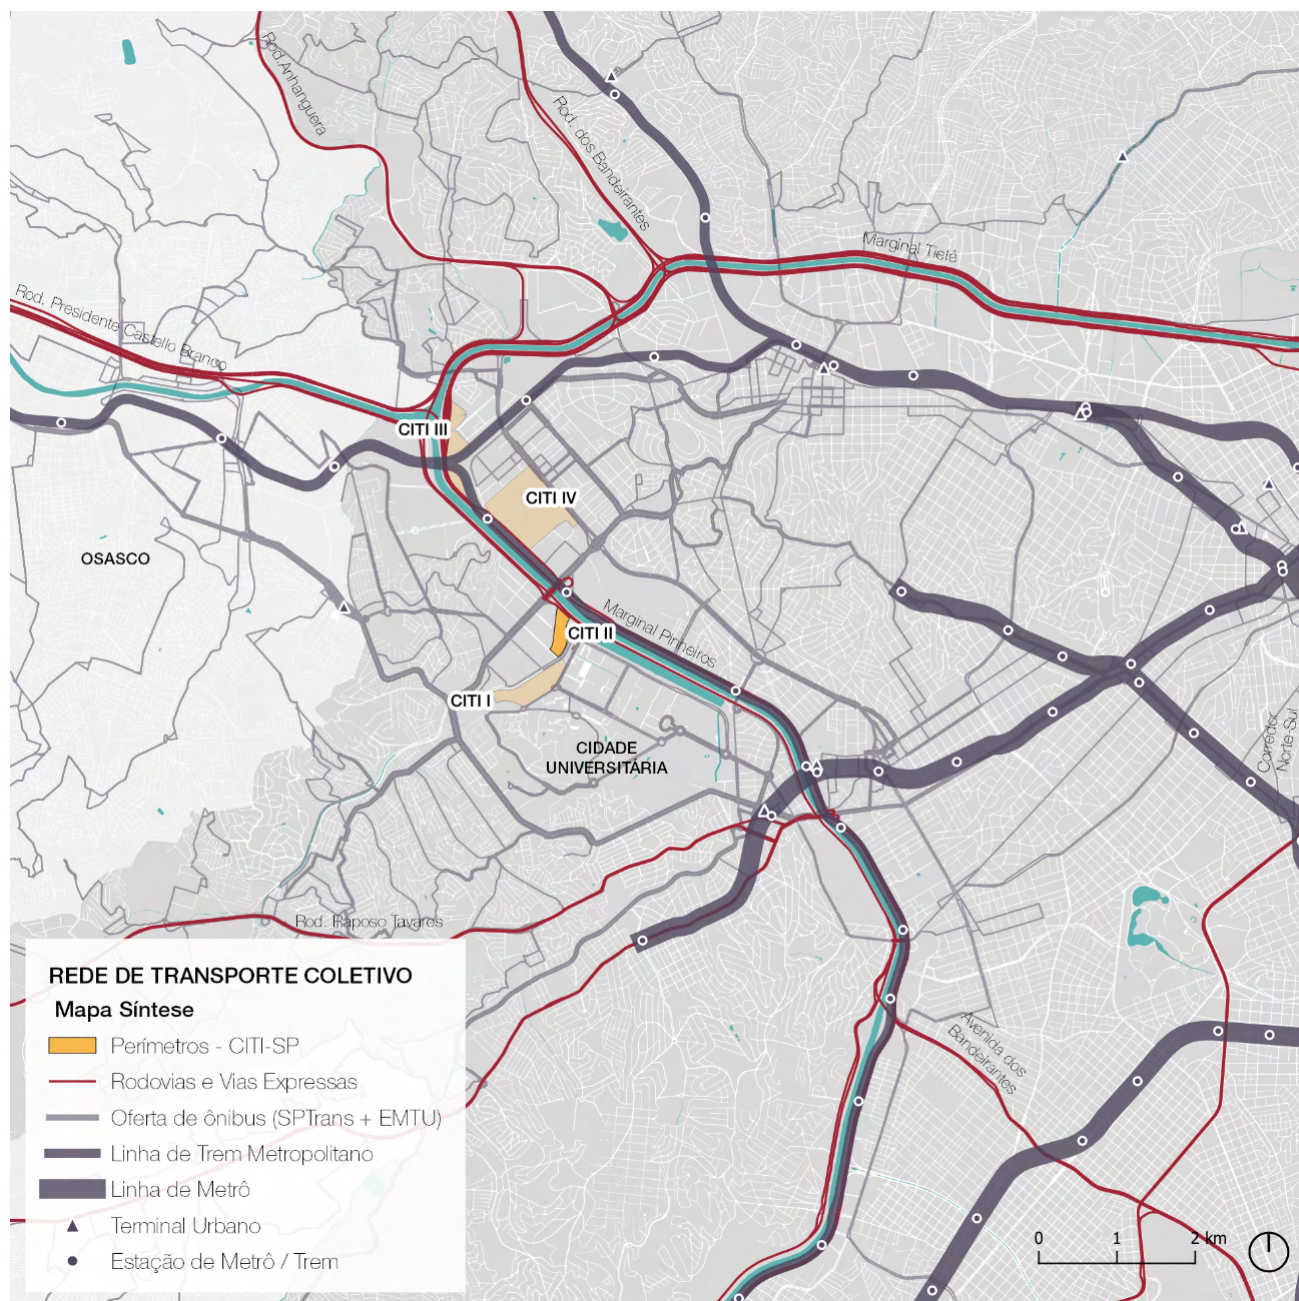 Rod.Anhanguera
Rod. dos Bandeirantes
Marginal Tietê
Rod. Presidente Castello Branco
CITI III
CITI IV
OSASCO
CITI II
Marginal Pinheiros
CITI I
CIDADE
UNIVERSITÁRIA
Corredor
Norte-Sul
Rod. Raposo Tavares
Avenida dos
Bandeirantes
REDE DE TRANSPORTE COLETIVO
Mapa Síntese
Perímetros - CITI-SP
Rodovias e Vias Expressas
Oferta de ônibus (SPTrans + EMTU)
Linha de Trem Metropolitano
Linha de Metrô
Terminal Urbano
Estação de Metrô / Trem
0 1 2 km